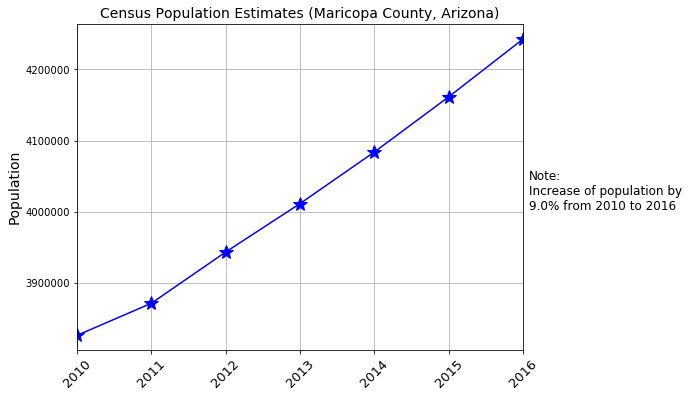 Census Population Estimates (Maricopa County, Arizona)
Population
4200000
4100000
4000000
3900000
2010
2011
2012
2013
2014
2015
2016
Note:
Increase of population by
9.0% from 2010 to 2016